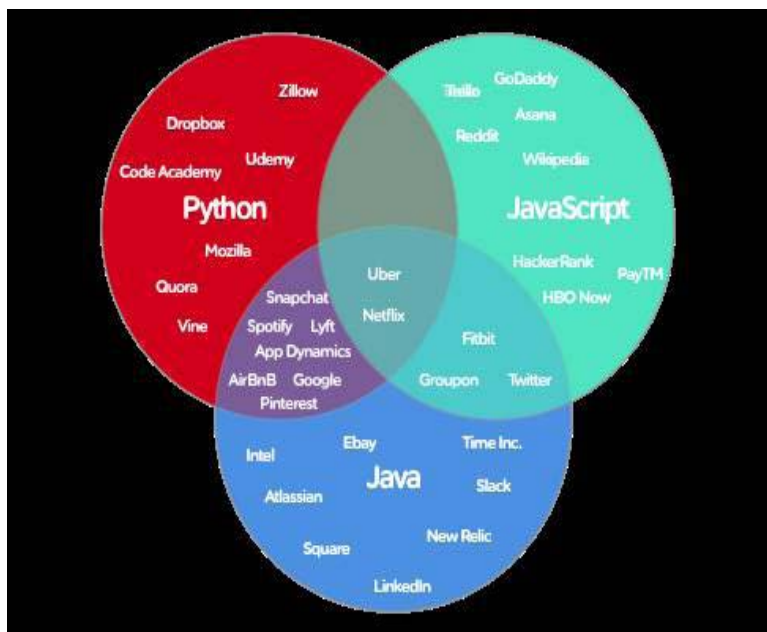 Zillow
GoDaddy
Trello
Asana
Dropbox
Reddit
Udemy
Wikipedia
Code Academy
Python
JavaScript
Mozilla
HackerRank
Uber
PayTM
Quora
Snapchat
HBO Now
Netflix
Vine
Spotify Lyft
Fitbit
App Dynamics
AirBnB Google
Groupon
Twitter
Pinterest
Ebay
Time Inc.
Intel
Java
Slack
Atlassian
New Relic
Square
LinkedIn